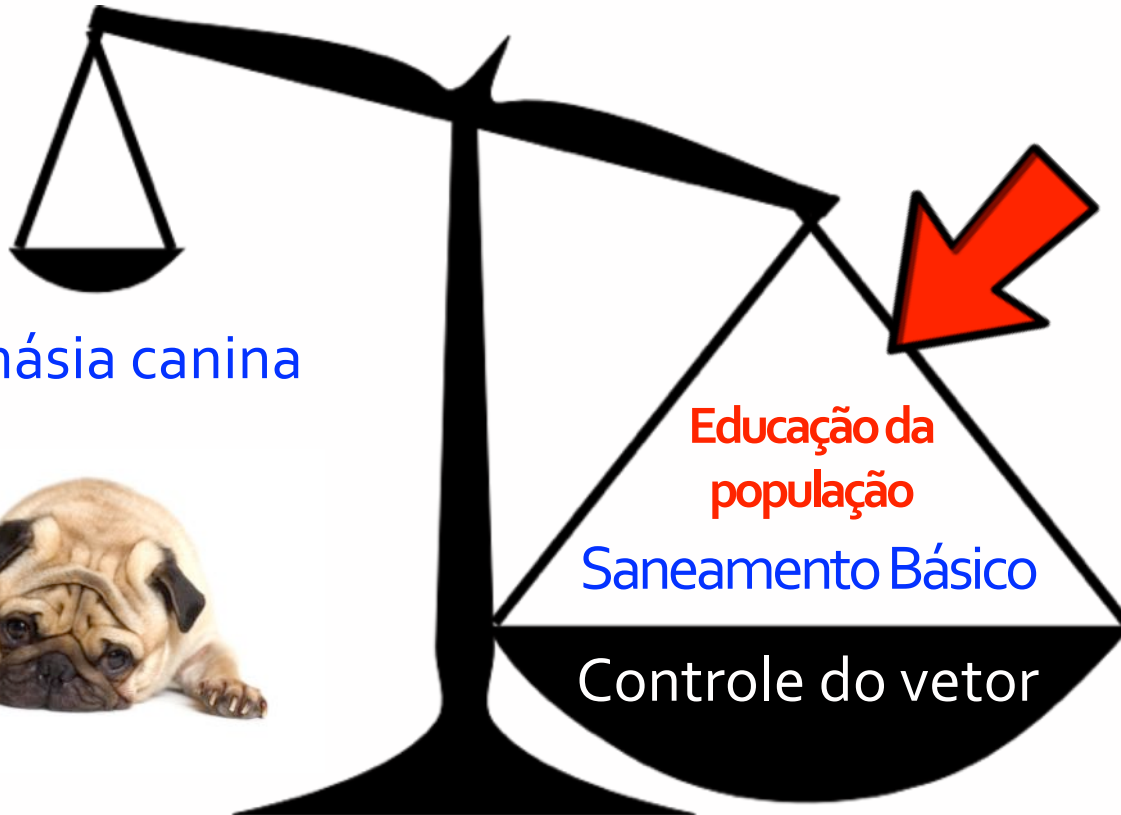 násia canina
Educação da
população
Saneamento Básico
Controle do vetor